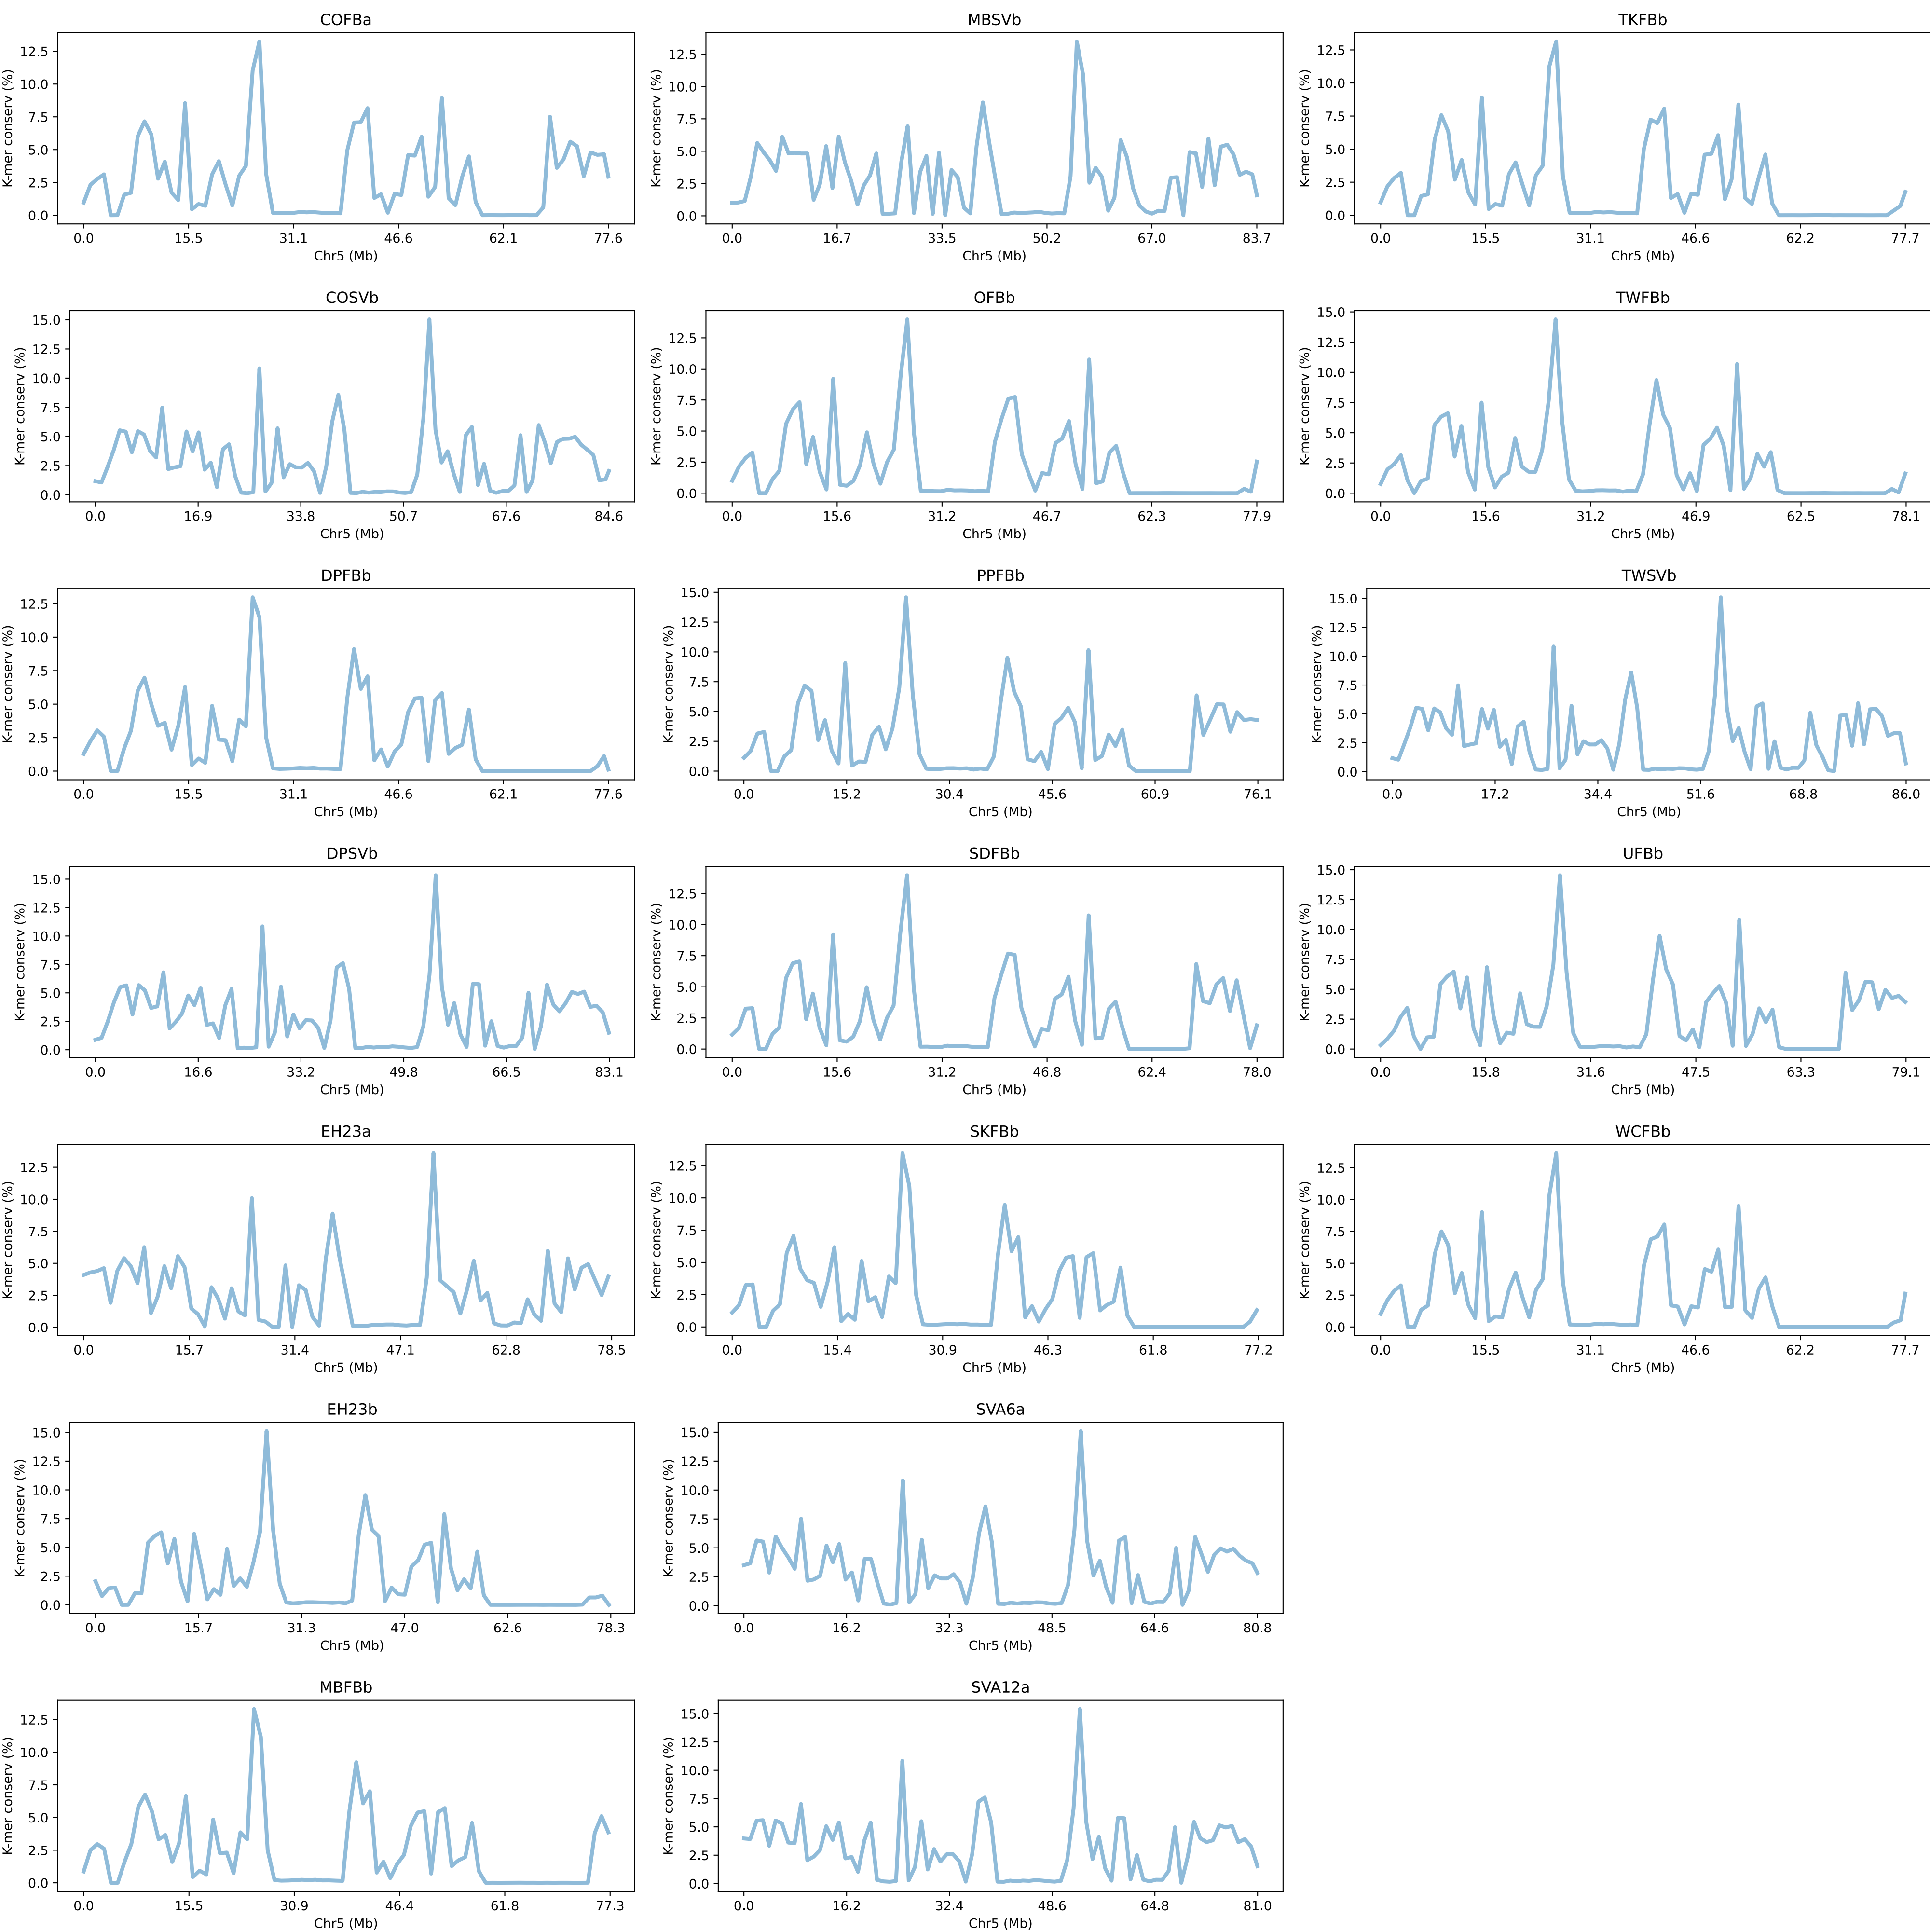 COFBa
K-mer conserv (%)
12.5
10.0
7.5
5.0
2.5
0.0
0.0 15.5 31.1 46.6 62.1 77.6
Chr5 (Mb)
MBSVb
K-mer conserv (%)
12.5
10.0
7.5
5.0
2.5
0.0
0.0 16.7 33.5 50.2 67.0 83.7
Chr5 (Mb)
TKFBb
K-mer conserv (%)
12.5
10.0
7.5
5.0
2.5
0.0
0.0 15.5 31.1 46.6 62.2 77.7
Chr5 (Mb)
COSVb
K-mer conserv (%)
15.0
12.5
10.0
7.5
5.0
2.5
0.0
0.0 16.9 33.8 50.7 67.6 84.6
Chr5 (Mb)
OFBb
K-mer conserv (%)
12.5
10.0
7.5
5.0
2.5
0.0
0.0 15.6 31.2 46.7 62.3 77.9
Chr5 (Mb)
TWFBb
K-mer conserv (%)
15.0
12.5
10.0
7.5
5.0
2.5
0.0
0.0 15.6 31.2 46.9 62.5 78.1
Chr5 (Mb)
DPFBb
K-mer conserv (%)
12.5
10.0
7.5
5.0
2.5
0.0
0.0 15.5 31.1 46.6 62.1 77.6
Chr5 (Mb)
PPFBb
K-mer conserv (%)
15.0
12.5
10.0
7.5
5.0
2.5
0.0
0.0 15.2 30.4 45.6 60.9 76.1
Chr5 (Mb)
TWSVb
K-mer conserv (%)
15.0
12.5
10.0
7.5
5.0
2.5
0.0
0.0 17.2 34.4 51.6 68.8 86.0
Chr5 (Mb)
DPSVb
K-mer conserv (%)
15.0
12.5
10.0
7.5
5.0
2.5
0.0
0.0 16.6 33.2 49.8 66.5 83.1
Chr5 (Mb)
SDFBb
K-mer conserv (%)
12.5
10.0
7.5
5.0
2.5
0.0
0.0 15.6 31.2 46.8 62.4 78.0
Chr5 (Mb)
UFBb
K-mer conserv (%)
15.0
12.5
10.0
7.5
5.0
2.5
0.0
0.0 15.8 31.6 47.5 63.3 79.1
Chr5 (Mb)
EH23a
K-mer conserv (%)
12.5
10.0
7.5
5.0
2.5
0.0
0.0 15.7 31.4 47.1 62.8 78.5
Chr5 (Mb)
SKFBb
K-mer conserv (%)
12.5
10.0
7.5
5.0
2.5
0.0
0.0 15.4 30.9 46.3 61.8 77.2
Chr5 (Mb)
WCFBb
K-mer conserv (%)
12.5
10.0
7.5
5.0
2.5
0.0
0.0 15.5 31.1 46.6 62.2 77.7
Chr5 (Mb)
EH23b
K-mer conserv (%)
15.0
12.5
10.0
7.5
5.0
2.5
0.0
0.0 15.7 31.3 47.0 62.6 78.3
Chr5 (Mb)
SVA6a
K-mer conserv (%)
15.0
12.5
10.0
7.5
5.0
2.5
0.0
0.0 16.2 32.3 48.5 64.6 80.8
Chr5 (Mb)
MBFBb
K-mer conserv (%)
12.5
10.0
7.5
5.0
2.5
0.0
0.0 15.5 30.9 46.4 61.8 77.3
Chr5 (Mb)
SVA12a
K-mer conserv (%)
15.0
12.5
10.0
7.5
5.0
2.5
0.0
0.0 16.2 32.4 48.6 64.8 81.0
Chr5 (Mb)